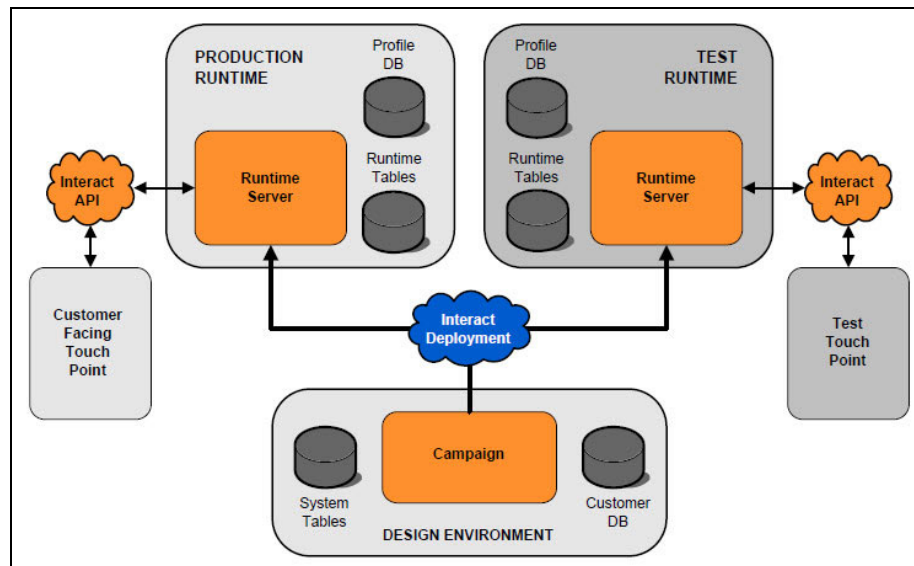 PRODUCTION
RUNTIME
Profile
DB
Runtime
Server
Runtime
Tables
Profile
DB
TEST
RUNTIME
Runtime
Tables
Runtime
Server
Interact
API
Interact
API
Customer
Facing
Touch
Point
Interact
Deployment
Test
Touch
Point
Campaign
System
Tables
Customer
DB
DESIGN ENVIRONMENT